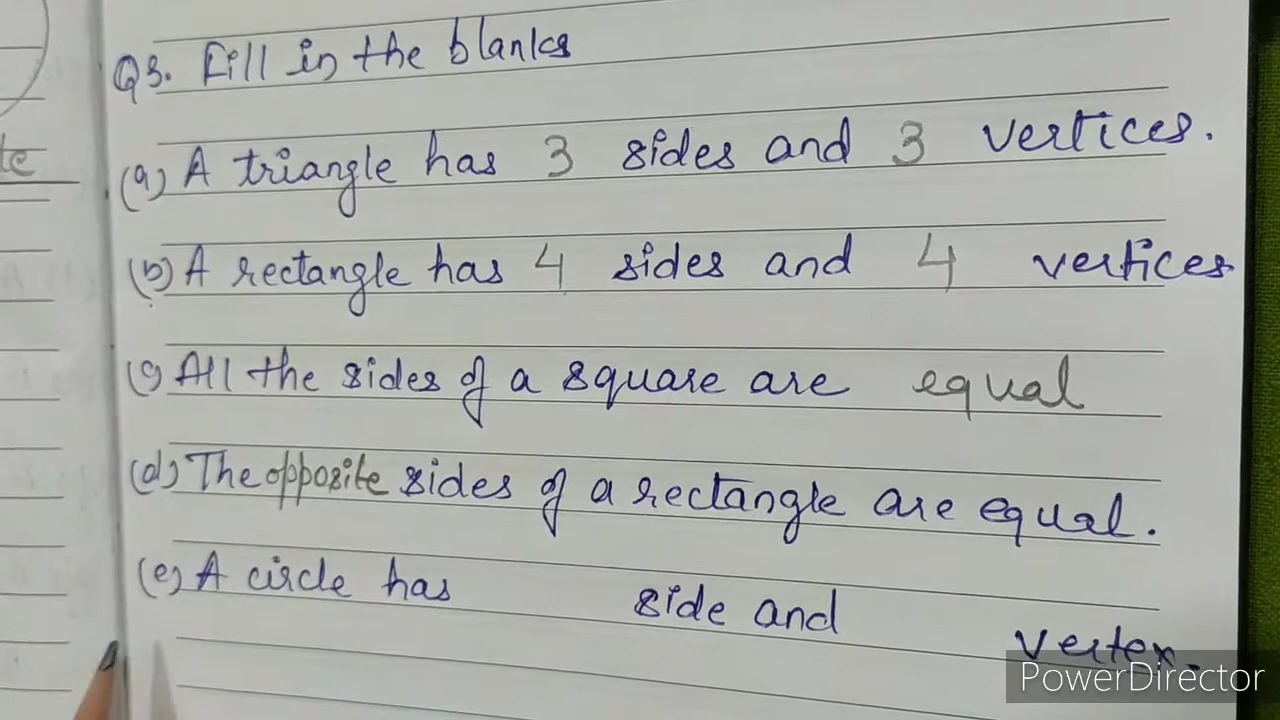 Q3. Fill in the blanks
(a) A triangle has 3 sides and 3 vertices.
(b) A rectangle has 4 sides and 4 vertices
(c) All the sides of a square are equal
(d) The opposite sides of a rectangle are equal.
(e) A circle has side and vertex.
PowerDirector